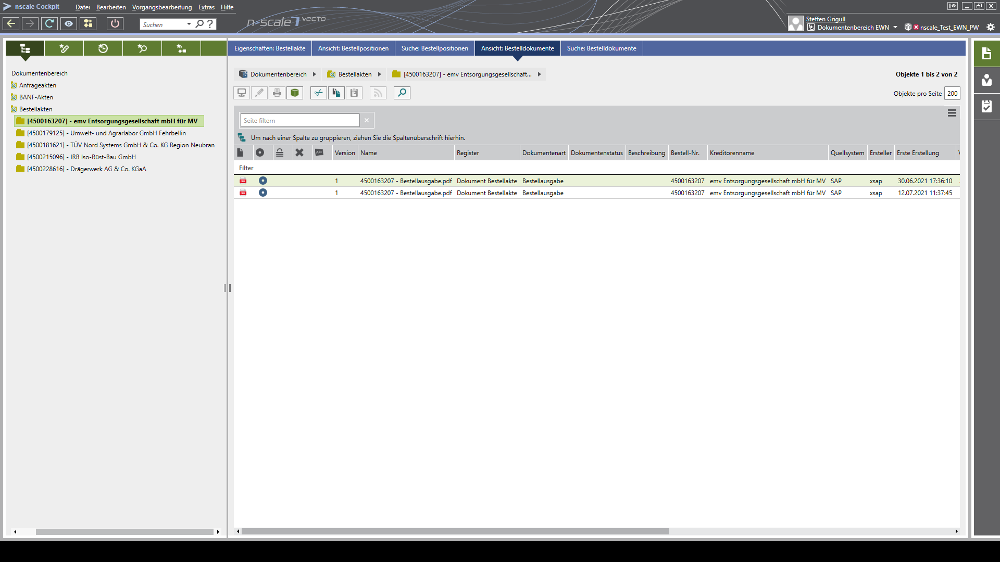 nscale Cockpit Datei Bearbeiten Vorgangsbearbeitung Extras Hilfe
Suchen ? n-scale 7 vecto
Steffen Grigull
Dokumentenbereich EWN nscale_Test_EWN_PW
Eigenschaften: Bestellakte Ansicht: Bestellpositionen Suche: Bestellpositionen Ansicht: Bestelldokumente Suche: Bestelldokumente
Dokumentenbereich
Anfrageakten
BANF-Akten
Bestellakten
[4500163207] - emv Entsorgungsgesellschaft mbH für MV
[4500179125] - Umwelt- und Agrarlabor GmbH Fehrbellin
[4500181621] - TÜV Nord Systems GmbH & Co. KG Region Neubran
[4500215096] - IRB Iso-Rüst-Bau GmbH
[4500228616] - Drägerwerk AG & Co. KGaA
Dokumentenbereich Bestellakten [4500163207] - emv Entsorgungsgesellschaft... Objekte 1 bis 2 von 2
Objekte pro Seite 200
Seite filtern
Um nach einer Spalte zu gruppieren, ziehen Sie die Spaltenüberschrift hierhin.
Version Name Register Dokumentenart Dokumentenstatus Beschreibung Bestell-Nr. Kreditorenname Quellsystem Ersteller Erste Erstellung
Filter
PDF 1 4500163207 - Bestellausgabe.pdf Dokument Bestellakte Bestellausgabe 4500163207 emv Entsorgungsgesellschaft mbH für MV SAP xsap 30.06.2021 17:36:10
PDF 1 4500163207 - Bestellausgabe.pdf Dokument Bestellakte Bestellausgabe 4500163207 emv Entsorgungsgesellschaft mbH für MV SAP xsap 12.07.2021 11:37:45